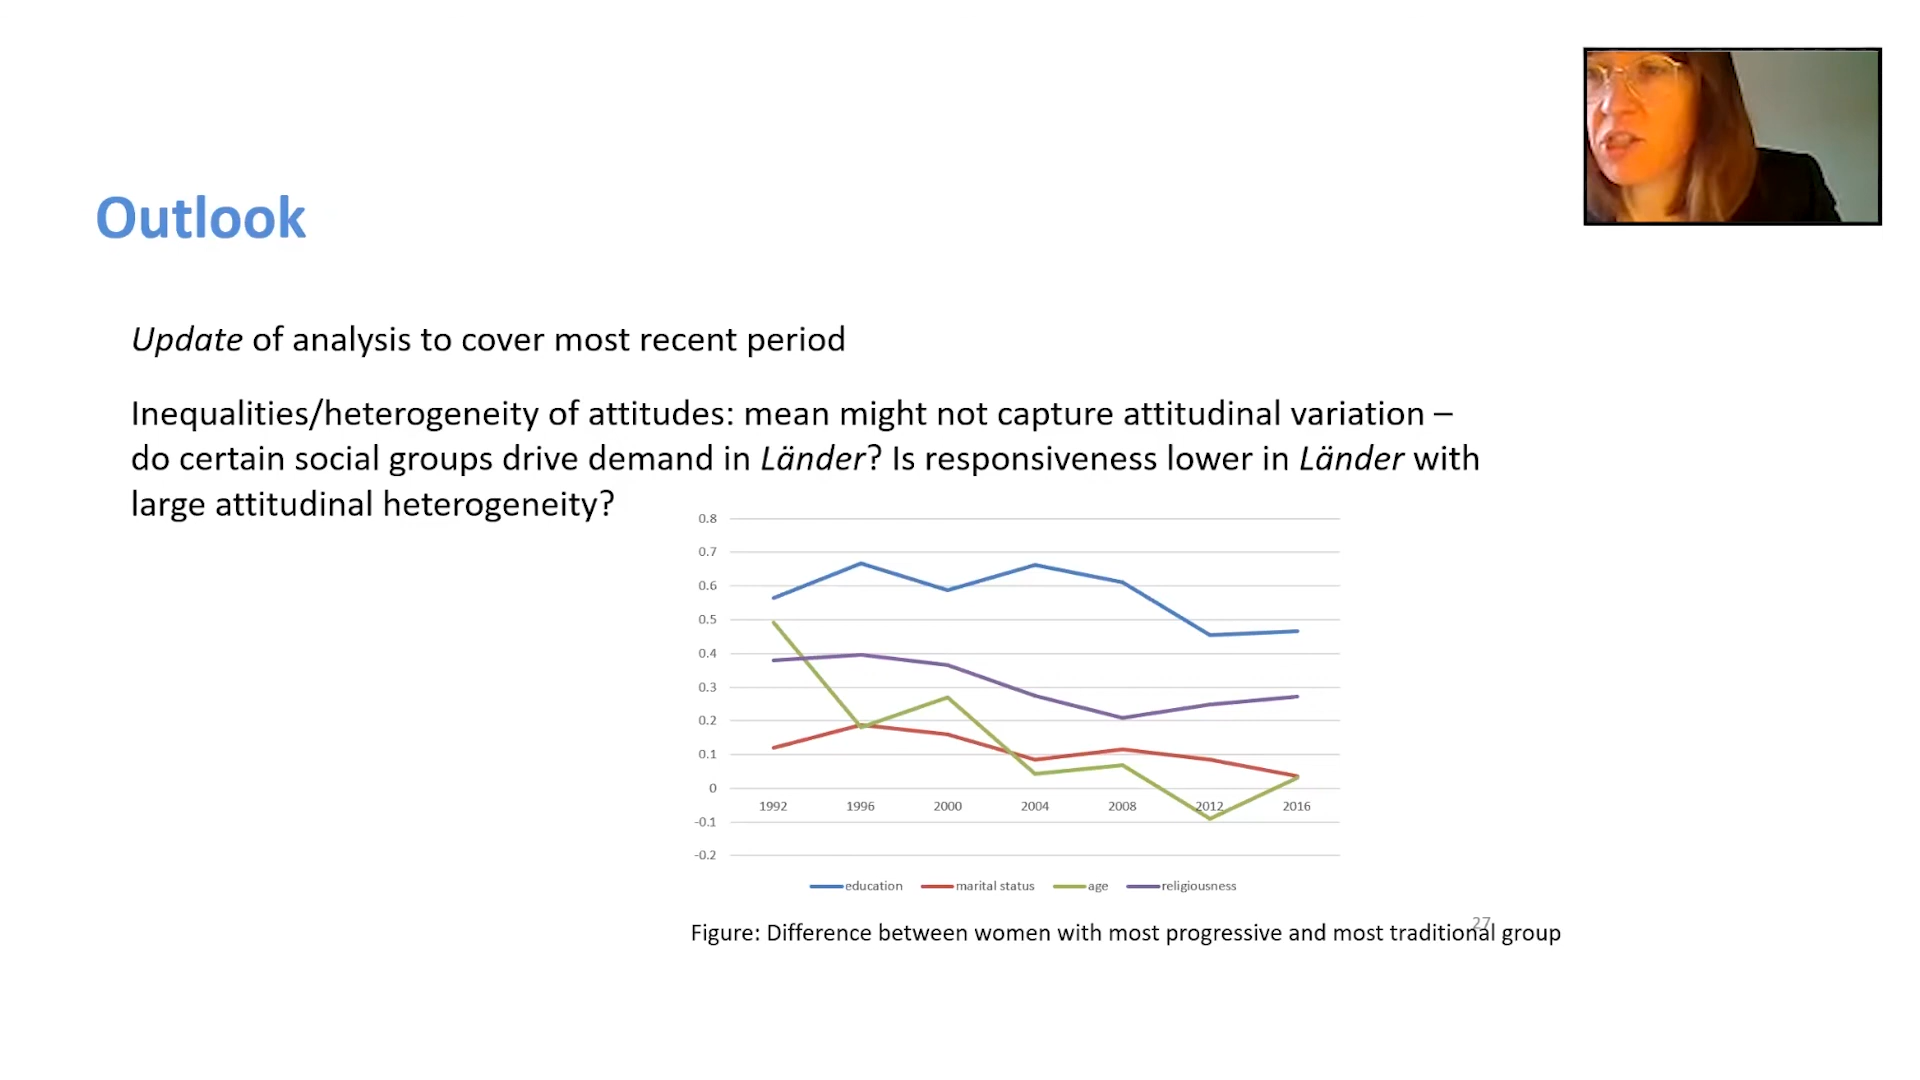 Outlook
Update of analysis to cover most recent period
Inequalities/heterogeneity of attitudes: mean might not capture attitudinal variation –
do certain social groups drive demand in Länder? Is responsiveness lower in Länder with
large attitudinal heterogeneity?
0.8
0.7
0.6
0.5
0.4
0.3
0.2
0.1
0
1992 1996 2000 2004 2008 2012 2016
-0.1
-0.2
education marital status age religiousness
27
Figure: Difference between women with most progressive and most traditional group